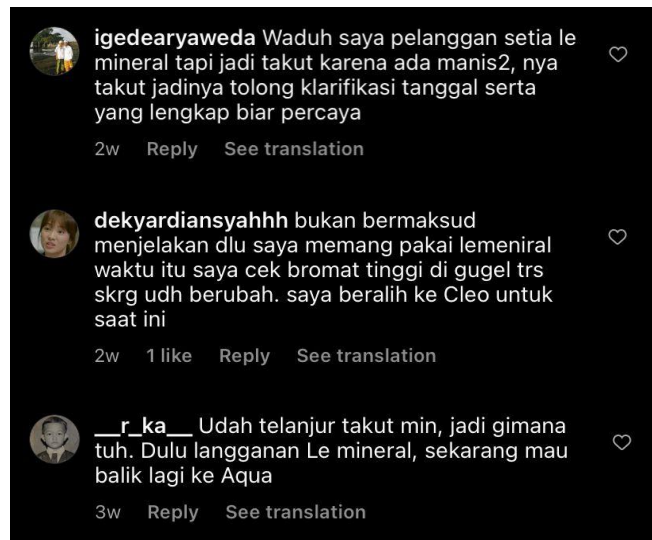 igedearyaweda Waduh saya pelanggan setia le
mineral tapi jadi takut karena ada manis2, nya
takut jadinya tolong klarifikasi tanggal serta
yang lengkap biar percaya
2w Reply See translation
dekyardiansyahhh bukan bermaksud
menjelakan dlu saya memang pakai lemeniral
waktu itu saya cek bromat tinggi di gugel trs
skrg udh berubah. saya beralih ke Cleo untuk
saat ini
2w 1 like Reply See translation
__r_ka__ Udah telanjur takut min, jadi gimana
tuh. Dulu langganan Le mineral, sekarang mau
balik lagi ke Aqua
3w Reply See translation